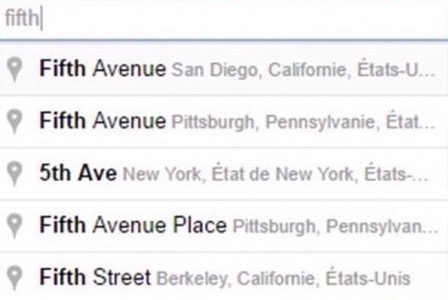 fifth
Fifth Avenue San Diego, Californie, États-U...
Fifth Avenue Pittsburgh, Pennsylvanie, État...
5th Ave New York, État de New York, États-...
Fifth Avenue Place Pittsburgh, Pennsylvan...
Fifth Street Berkeley, Californie, États-Unis